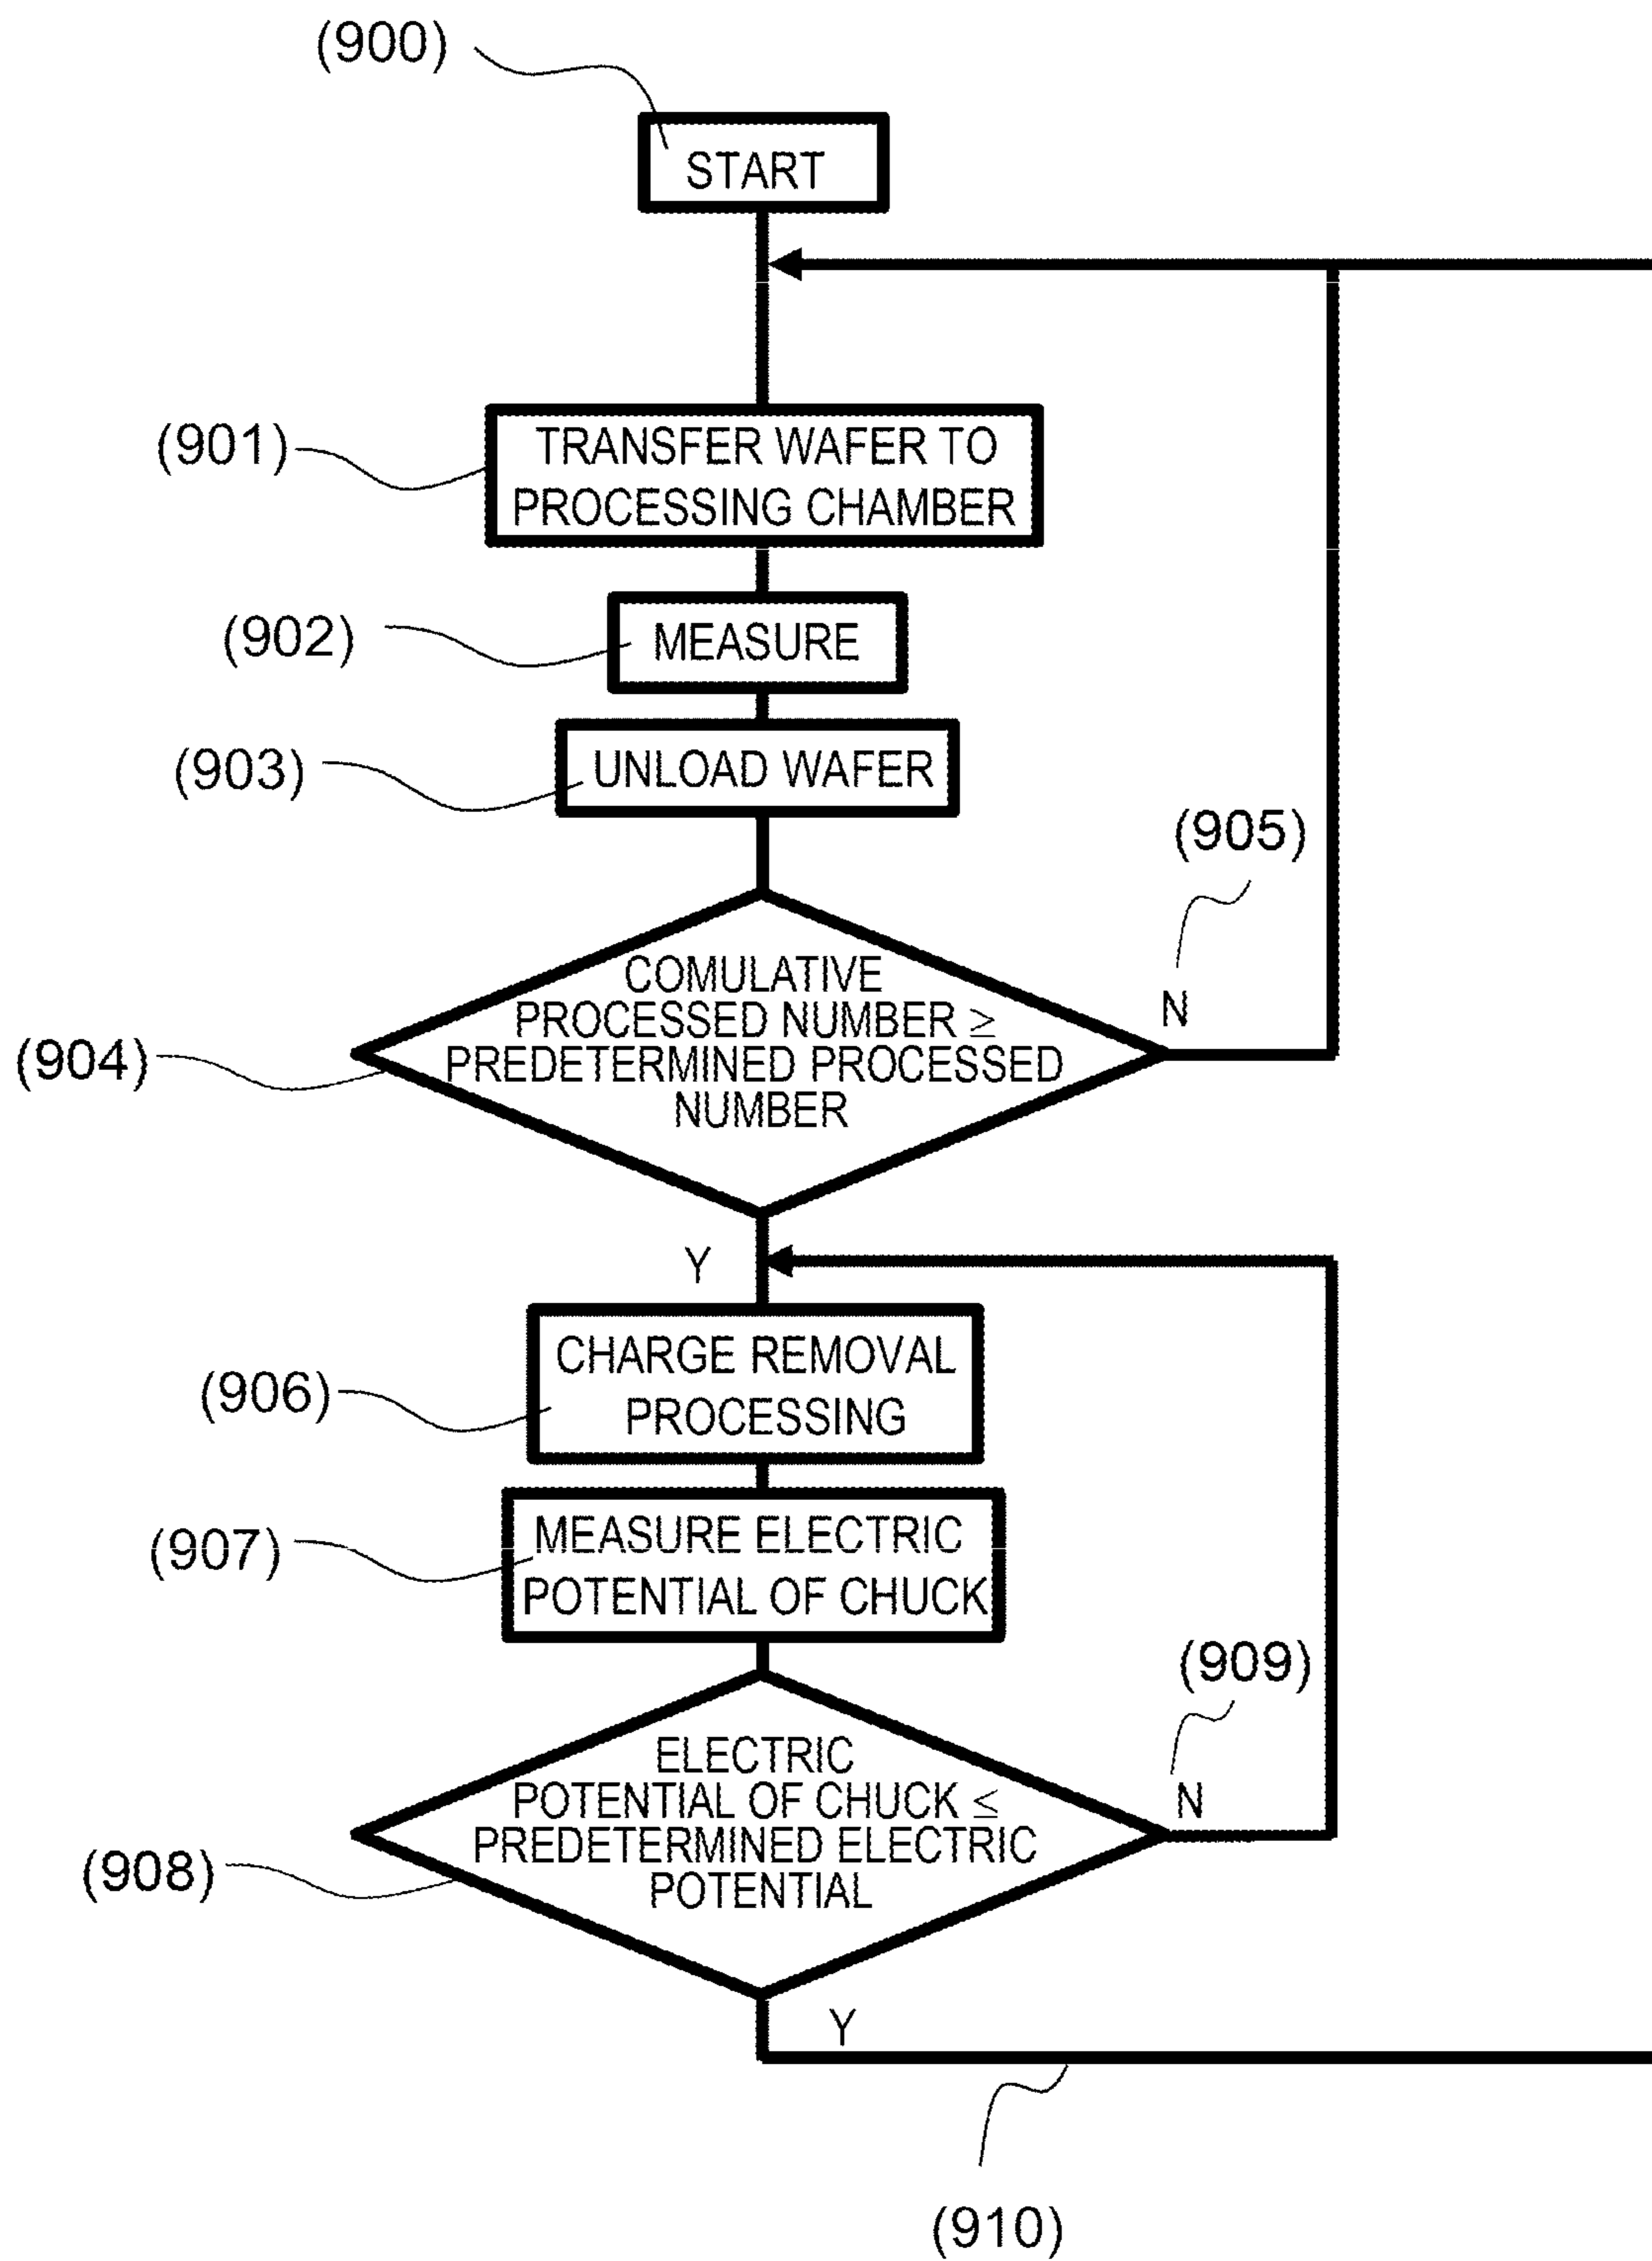 (900)
START
(901)
TRANSFER WAFER TO
PROCESSING CHAMBER
(902)
MEASURE
(903)
UNLOAD WAFER
(904)
COMULATIVE
PROCESSED NUMBER ≥
PREDETERMINED PROCESSED
NUMBER
(905)
N
Y
(906)
CHARGE REMOVAL
PROCESSING
(907)
MEASURE ELECTRIC
POTENTIAL OF CHUCK
(908)
ELECTRIC
POTENTIAL OF CHUCK ≤
PREDETERMINED ELECTRIC
POTENTIAL
(909)
N
Y
(910)